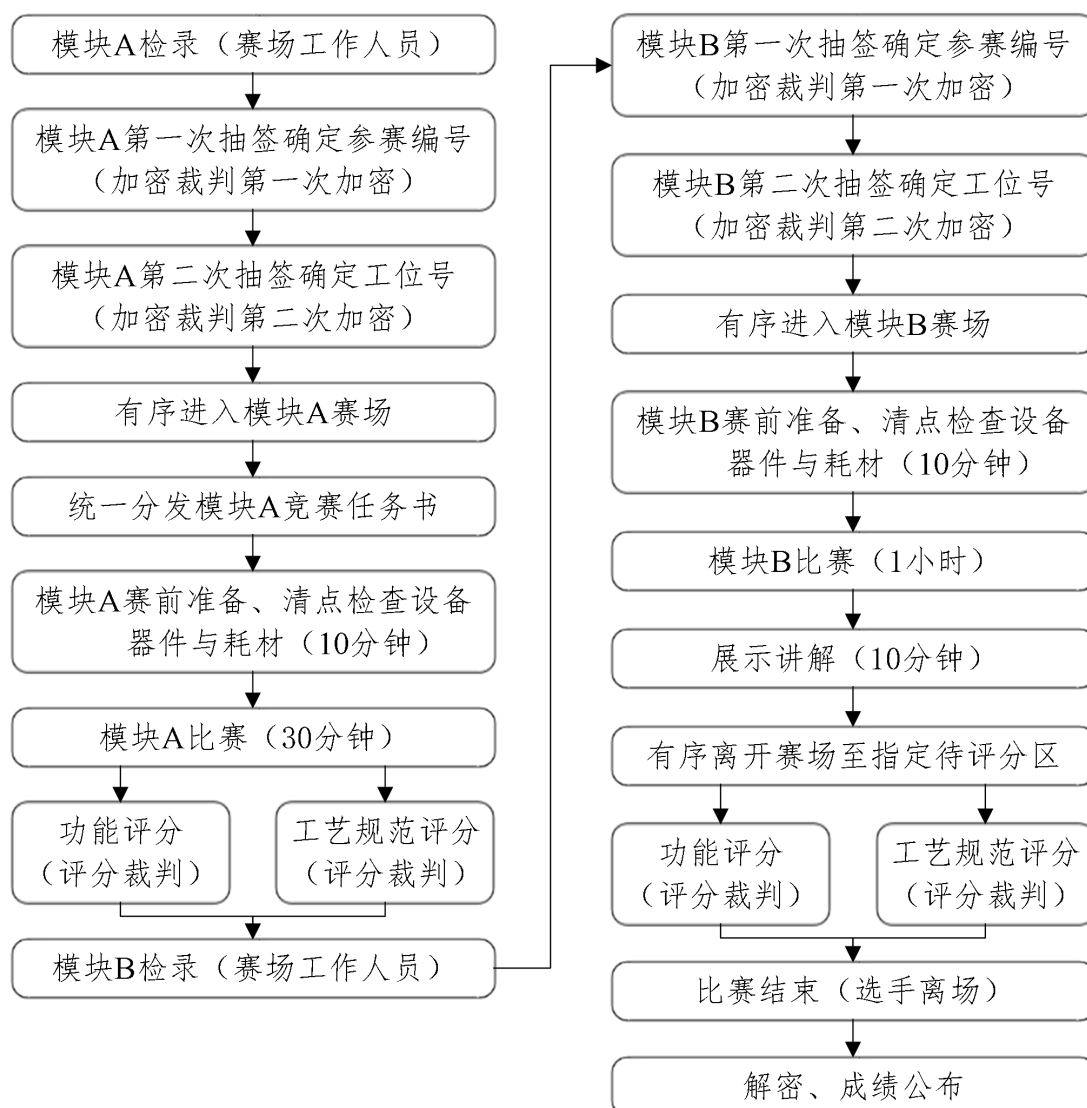 模块A检录（赛场工作人员）
模块A第一次抽签确定参赛编号
（加密裁判第一次加密）
模块A第二次抽签确定工位号
（加密裁判第二次加密）
有序进入模块A赛场
统一分发模块A竞赛任务书
模块A赛前准备、清点检查设备
器件与耗材（10分钟）
模块A比赛（30分钟）
功能评分
（评分裁判）
工艺规范评分
（评分裁判）
模块B检录（赛场工作人员）
模块B第一次抽签确定参赛编号
（加密裁判第一次加密）
模块B第二次抽签确定工位号
（加密裁判第二次加密）
有序进入模块B赛场
模块B赛前准备、清点检查设备
器件与耗材（10分钟）
模块B比赛（1小时）
展示讲解（10分钟）
有序离开赛场至指定待评分区
功能评分
（评分裁判）
工艺规范评分
（评分裁判）
比赛结束（选手离场）
解密、成绩公布